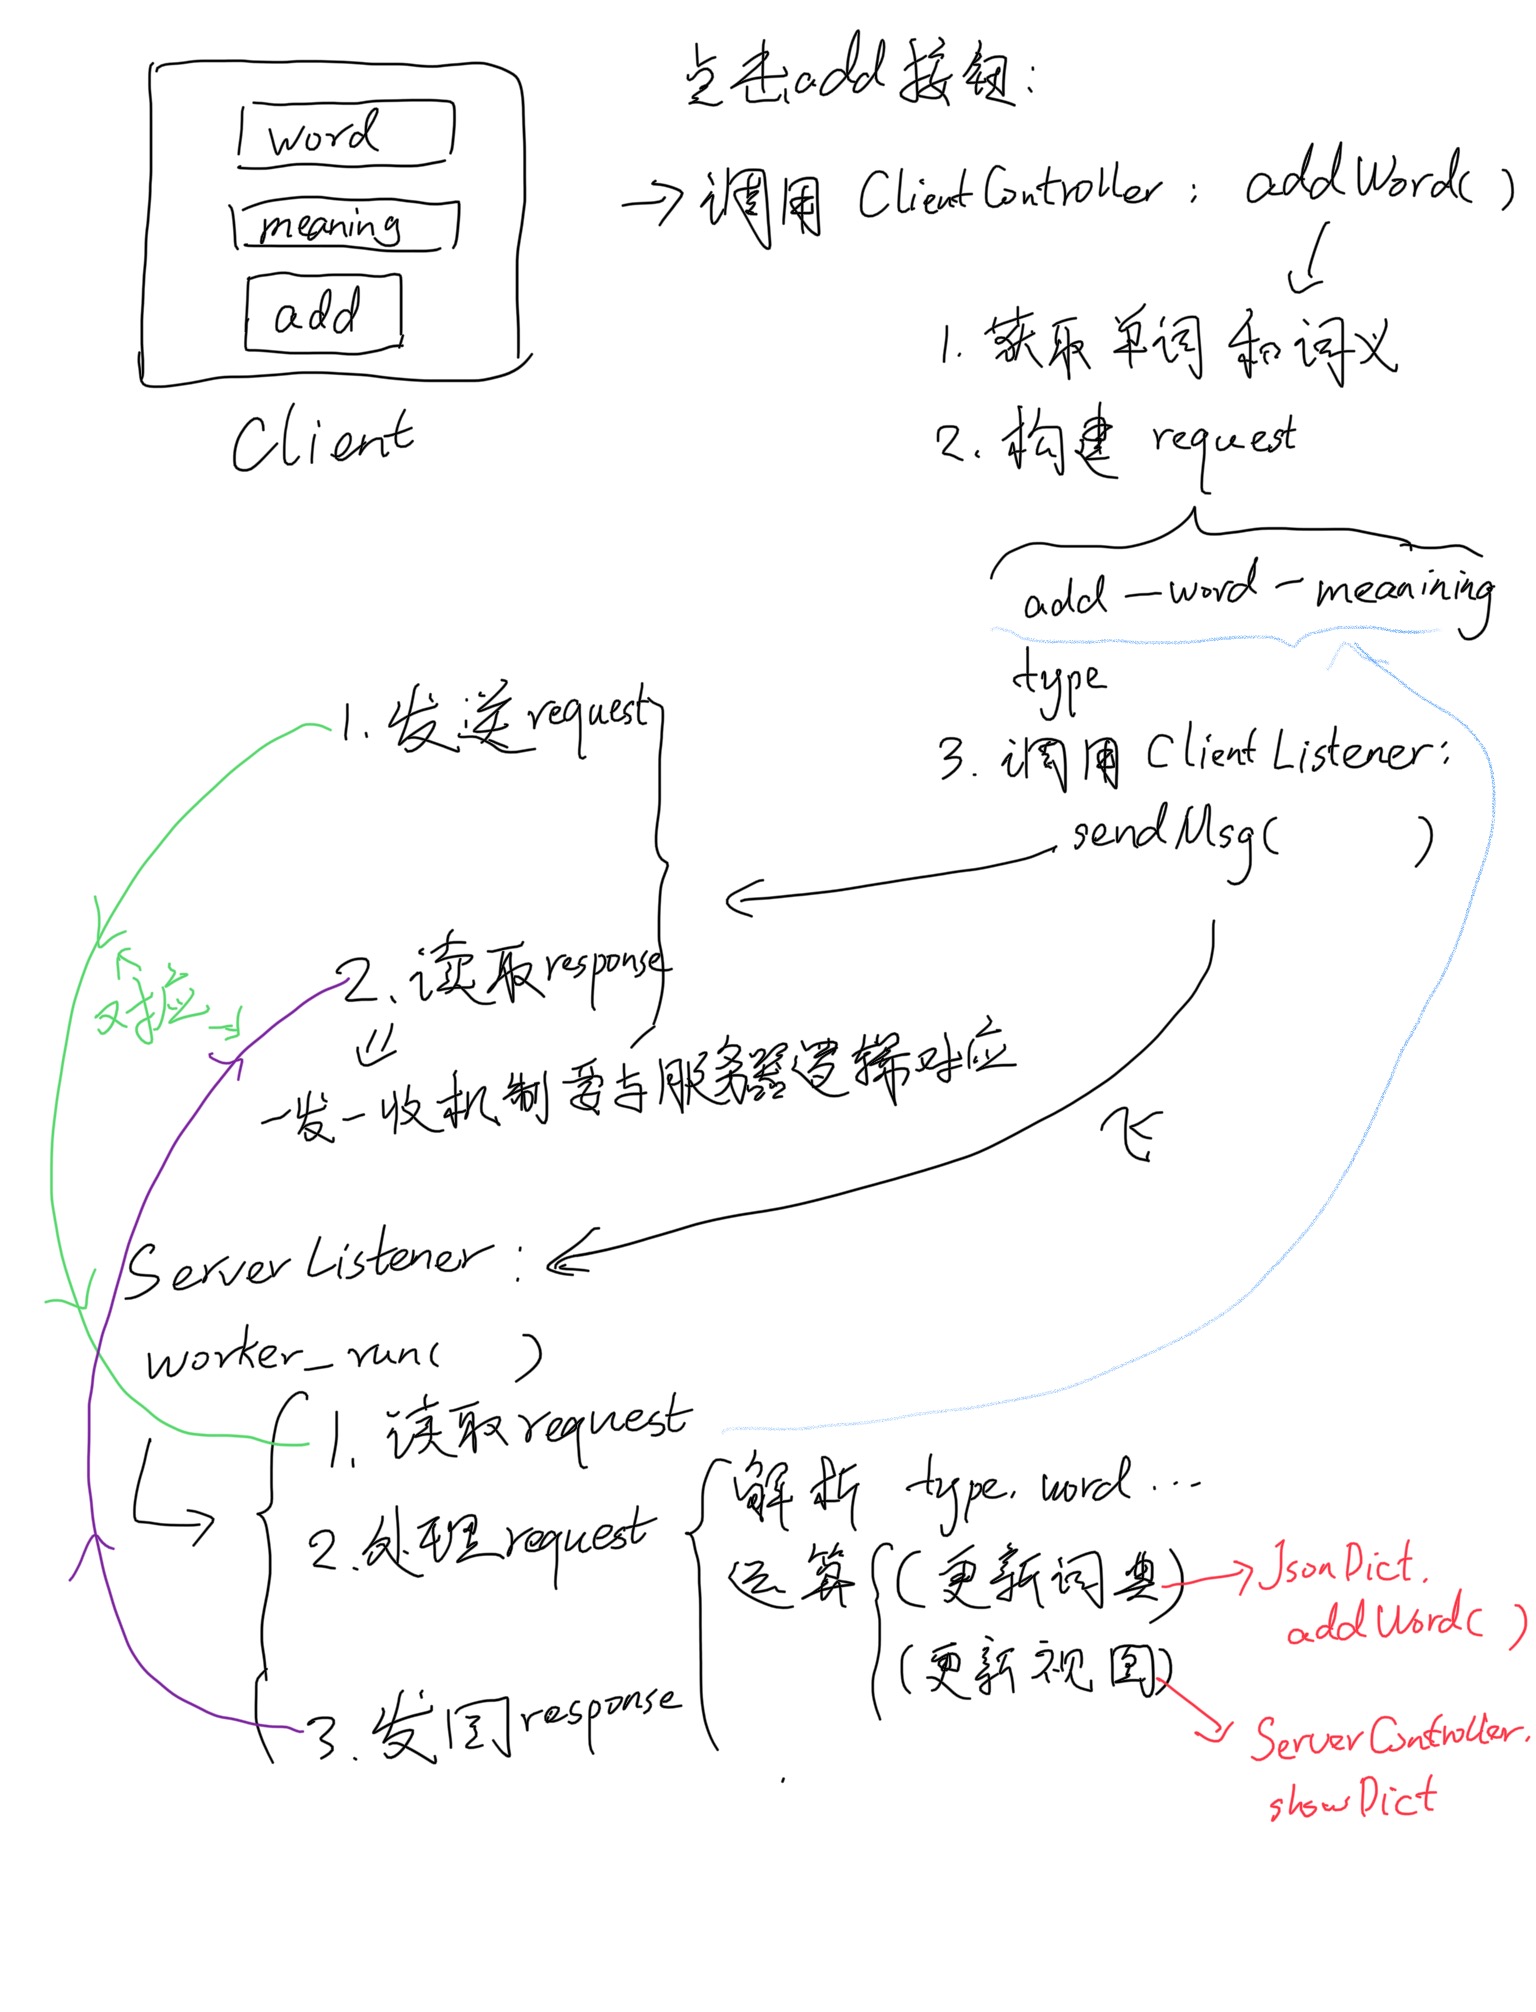 word
meaning
add
Client
点击add按钮:
→调用 ClientController: addWord( )
1. 获取单词和词义
2. 构建 request
add—word—meanining
type
3. 调用 ClientListener:
sendMsg( )
1. 发送request
2. 读取response
一发一收机制要与服务器逻辑对应
对应
飞
ServerListener:
worker_run( )
1. 读取request
2. 处理request
3. 发回response
解析 type. word ...
运算 (更新词典)
(更新视图)
JsonDict.
addWord( )
ServerController.
showDict